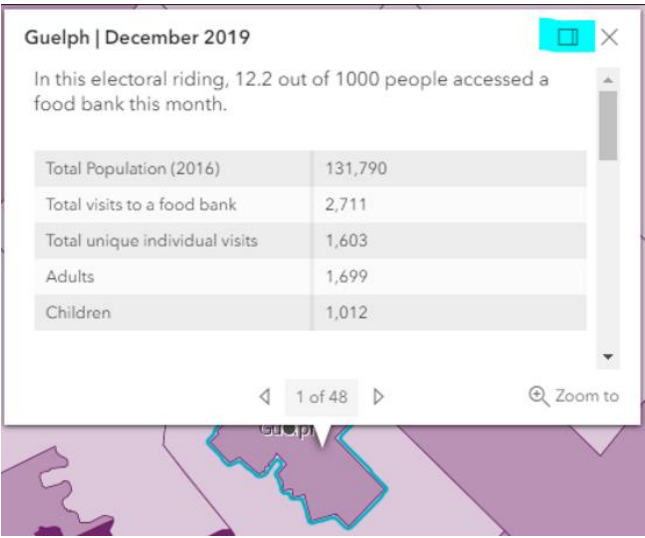 Guelph | December 2019
In this electoral riding, 12.2 out of 1000 people accessed a
food bank this month.
Total Population (2016) 131,790
Total visits to a food bank 2,711
Total unique individual visits 1,603
Adults 1,699
Children 1,012
1 of 48
Zoom to
Guelph